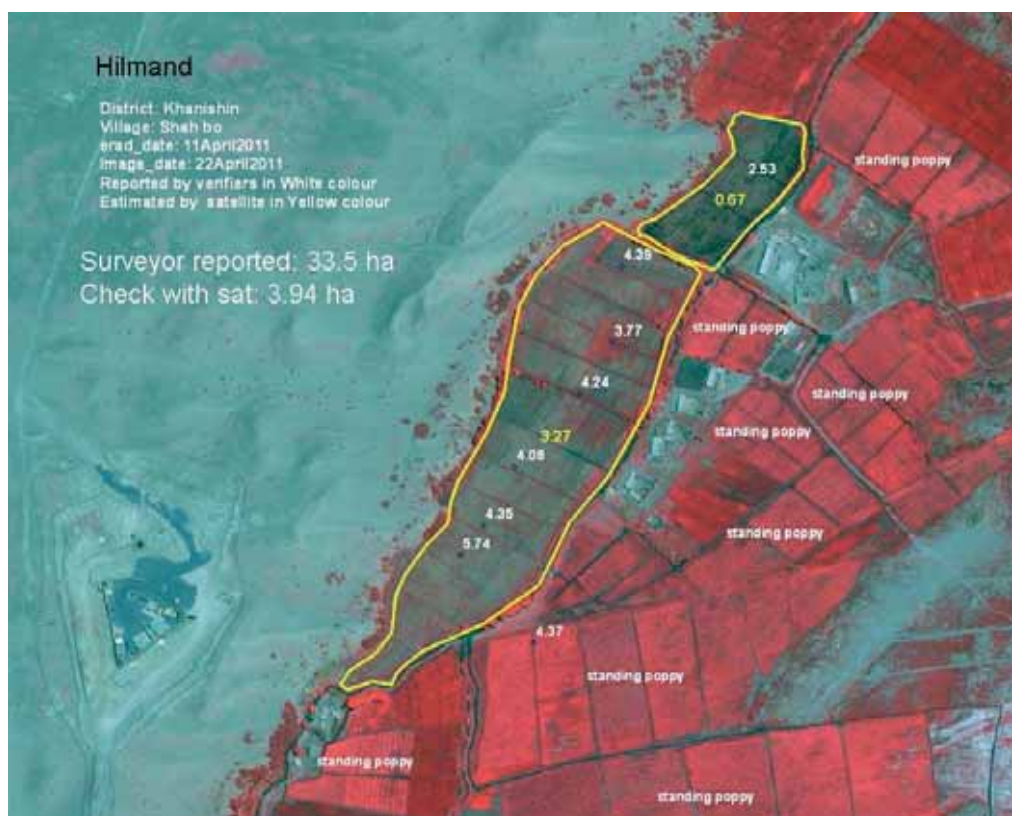 Hilmand
District: Khanishin
Village: Shah bo
erad_date: 11April2011
Image_date: 22April2011
Reported by verifiers in White colour
Estimated by satellite in Yellow colour
Surveyor reported: 33.5 ha
Check with sat: 3.94 ha
standing poppy
2.53
0.67
4.39
standing poppy
3.77
4.24
standing poppy
standing poppy
3.27
4.08
4.35
standing poppy
5.74
4.37
standing poppy
standing poppy
standing poppy